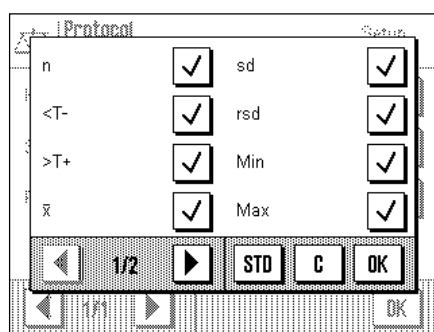 Protocol Setup
n sd
<T- rsd
>T+ Min
x̄ Max
1/2 STD C OK
1/1 OK